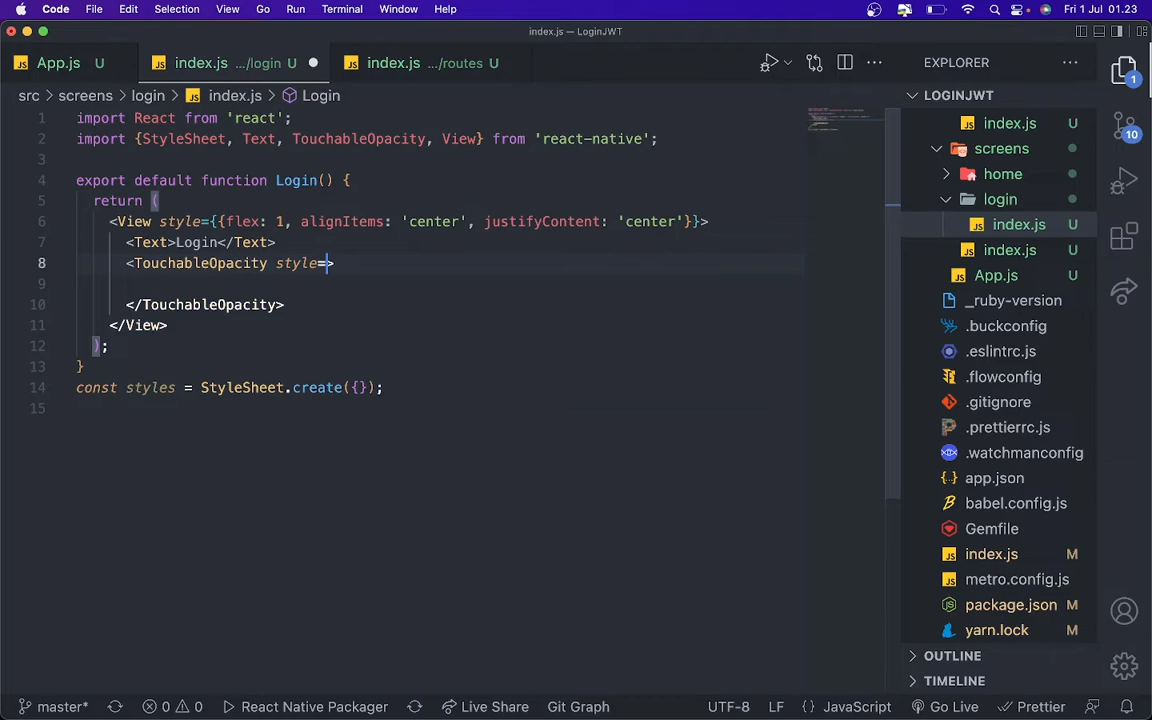 Code File Edit Selection View Go Run Terminal Window Help Fri 1 Jul 01.23
index.js — LoginJWT
App.js U index.js .../login U index.js .../routes U EXPLORER
src > screens > login > index.js > Login
LOGINJWT
1 import React from 'react';
2 import {StyleSheet, Text, TouchableOpacity, View} from 'react-native';
3
4 export default function Login() {
5 return (
6 <View style={{flex: 1, alignItems: 'center', justifyContent: 'center'}}>
7 <Text>Login</Text>
8 <TouchableOpacity style=>
9
10 </TouchableOpacity>
11 </View>
12 );
13 }
14 const styles = StyleSheet.create({});
15
index.js U
screens
home
login
index.js U
index.js U
App.js U
_ruby-version
.buckconfig
.eslintrc.js
.flowconfig
.gitignore
.prettierrc.js
.watchmanconfig
app.json
babel.config.js
Gemfile
index.js M
metro.config.js
package.json M
yarn.lock M
OUTLINE
TIMELINE
1
10
master* 0 0 React Native Packager Live Share Git Graph UTF-8 LF {} JavaScript Go Live Prettier